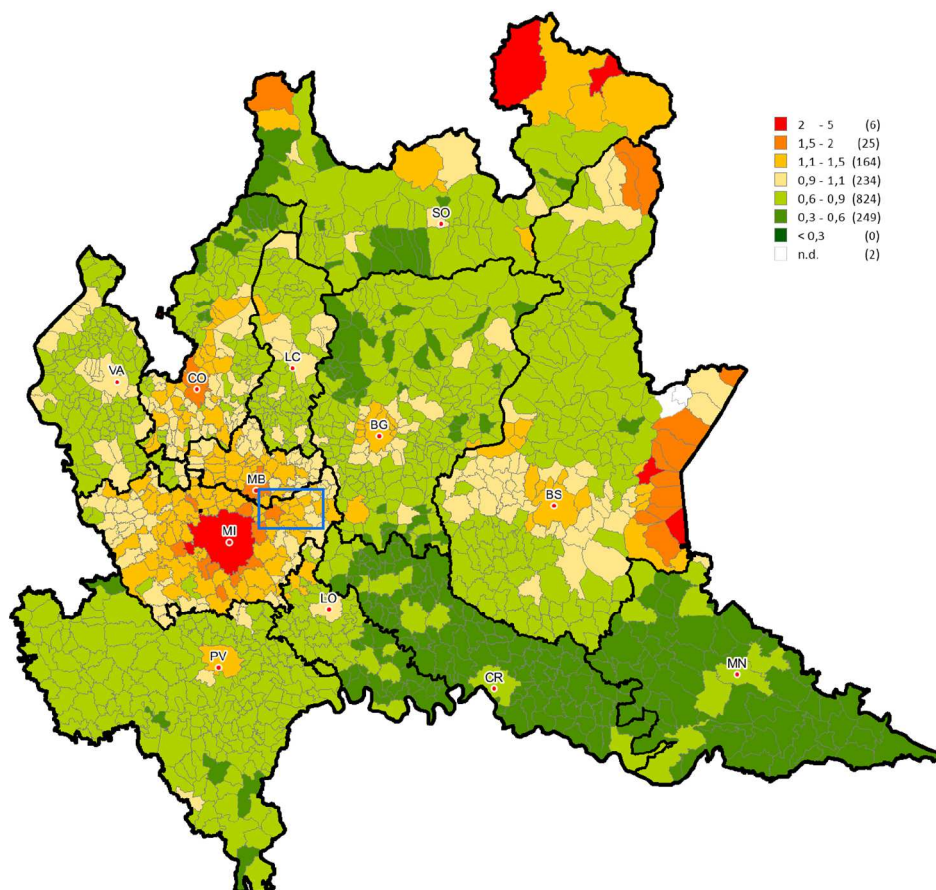 2 - 5 (6)
1,5 - 2 (25)
1,1 - 1,5 (164)
0,9 - 1,1 (234)
0,6 - 0,9 (824)
0,3 - 0,6 (249)
< 0,3 (0)
n.d. (2)
SO
LC
VA
CO
BG
MB
BS
MI
LO
PV
MN
CR